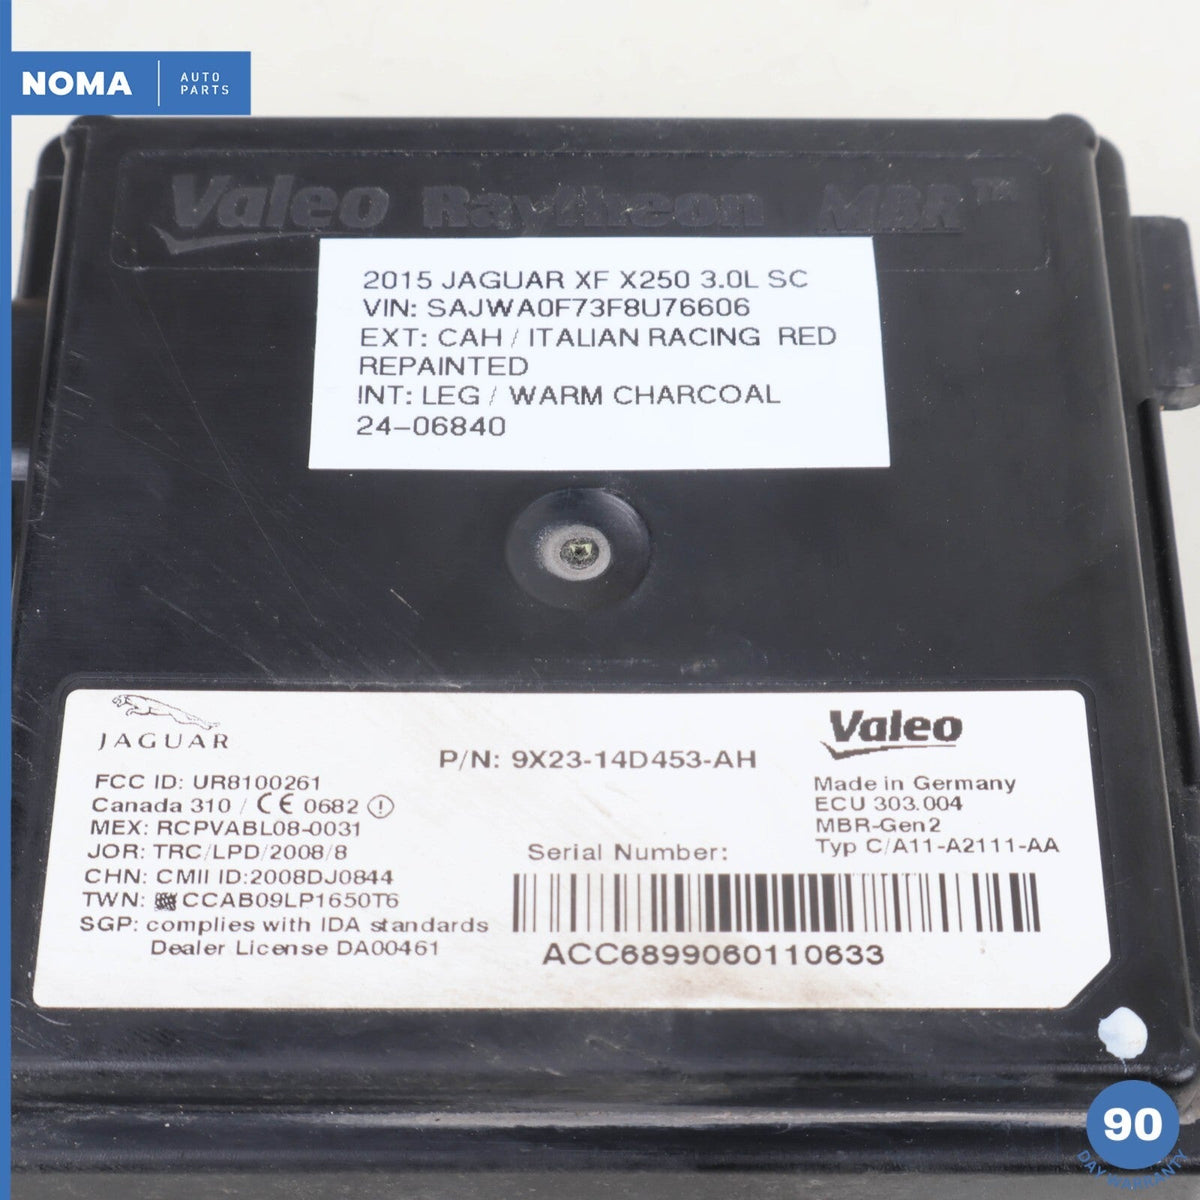 NOMA
AUTO
PARTS
Valeo Raytheon MBR™
2015 JAGUAR XF X250 3.0L SC
VIN: SAJWA0F73F8U76606
EXT: CAH / ITALIAN RACING RED
REPAINTED
INT: LEG / WARM CHARCOAL
24-06840
JAGUAR
P/N: 9X23-14D453-AH
Valeo
FCC ID: UR8100261
Canada 310 / CE 0682
MEX: RCPVABL08-0031
JOR: TRC/LPD/2008/8
CHN: CMII ID:2008DJ0844
TWN: CCAB09LP1650T6
SGP: complies with IDA standards
Dealer License DA00461
Made in Germany
ECU 303.004
MBR-Gen2
Typ C/A11-A2111-AA
Serial Number:
ACC6899060110633
90
DAY WARRANTY